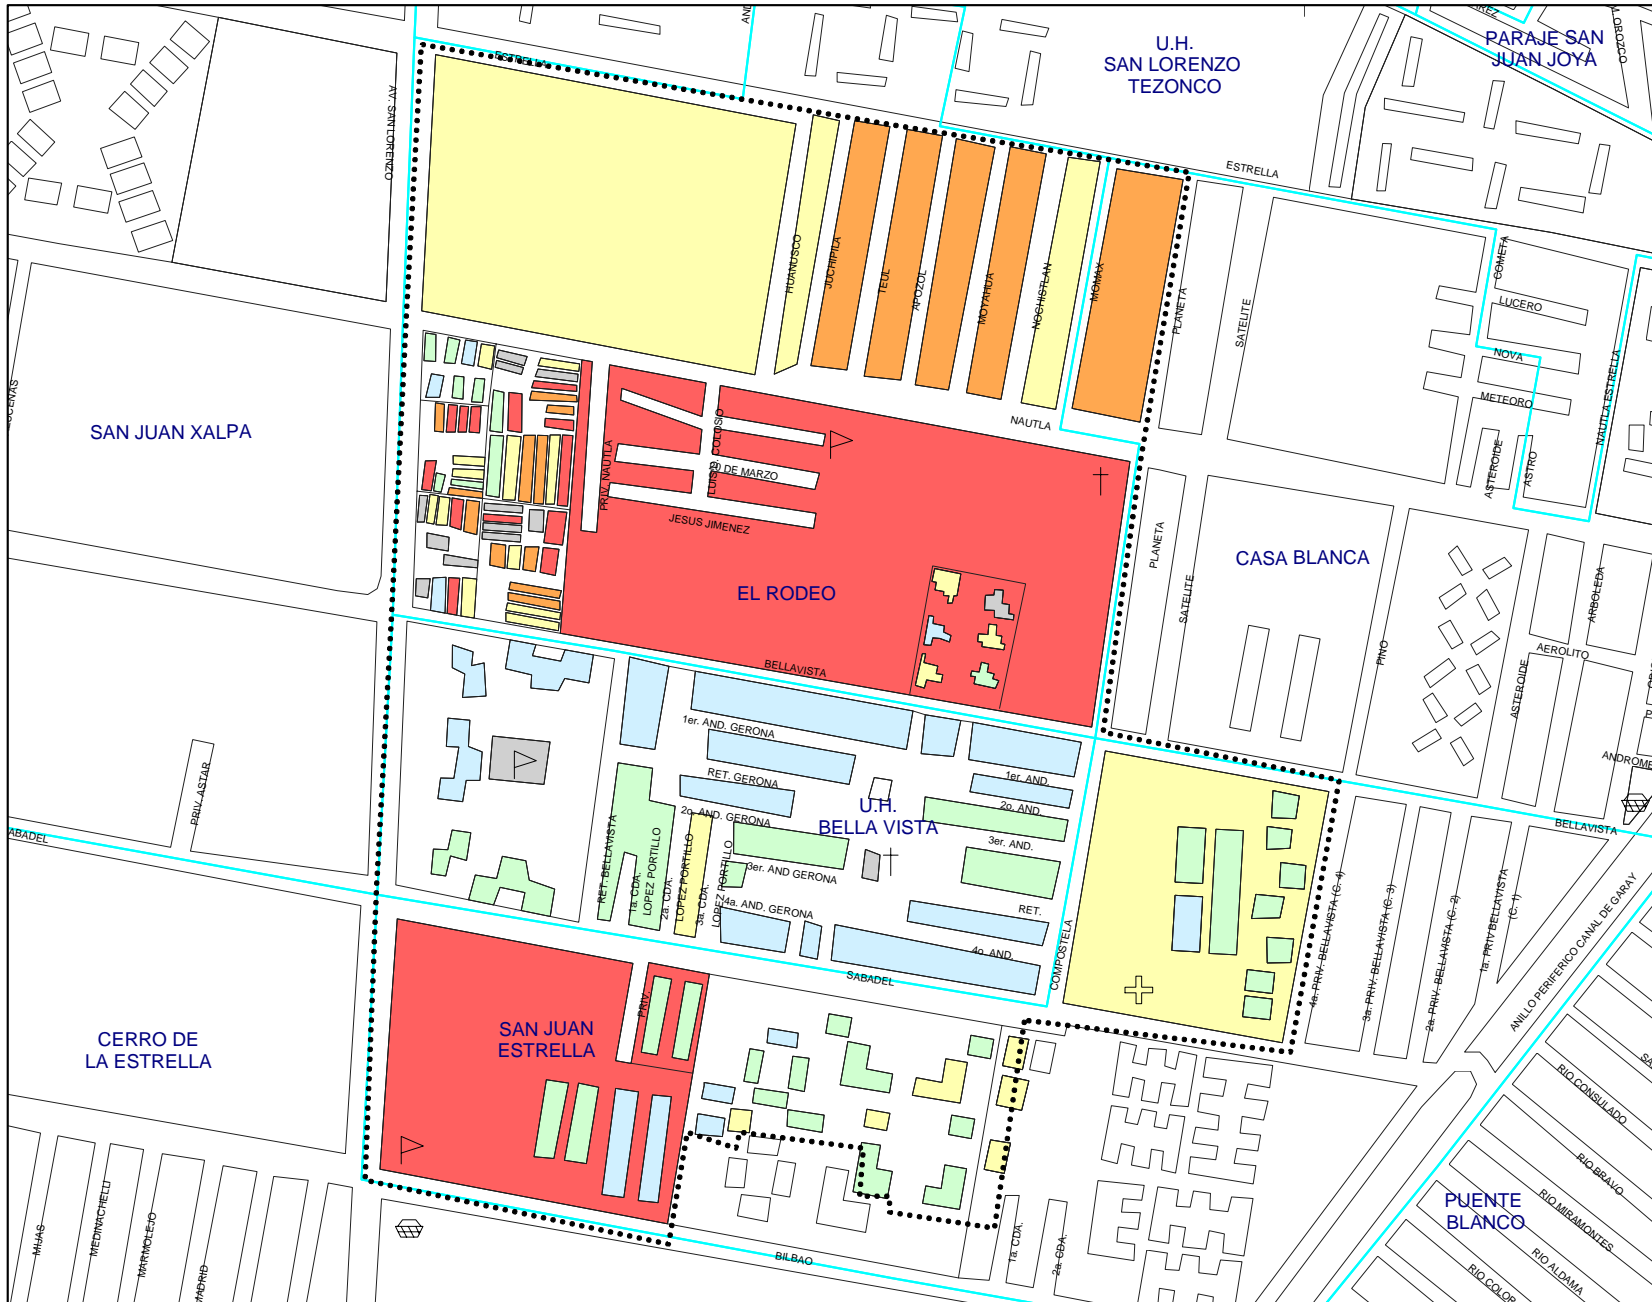 U.H.
SAN LORENZO
TEZONCO
PARAJE SAN
JUAN JOYA
M. OROZCO
ESTRELLA
AV. SAN LORENZO
ESTRELLA
HUANUSCO
JUCHIPILA
TEUL
APOZOL
MOYAHUA
NOCHISTLAN
MOMAX
PLANETA
SATELITE
COMETA
LUCERO
NOVA
METEORO
NAUTLA ESTRELLA
SAN JUAN XALPA
NAUTLA
PRIV. NAUTLA
LUIS D. COLOSIO
DE MARZO
JESUS JIMENEZ
ASTEROIDE
ASTRO
EL RODEO
PLANETA
SATELITE
CASA BLANCA
PINO
ARBOLEDA
AEROLITO
ASTEROIDE
BELLAVISTA
1er. AND. GERONA
RET. GERONA
2o. AND. GERONA
3er. AND GERONA
4a. AND. GERONA
U.H.
BELLA VISTA
1er. AND.
2o. AND.
3er. AND.
RET.
4o. AND.
PRIV. ASTAR
RET. BELLAVISTA
1a. CDA.
LOPEZ PORTILLO
2a. CDA.
LOPEZ PORTILLO
3a. CDA.
LOPEZ PORTILLO
BELLAVISTA
COMPOSTELA
SABADEL
4a. PRIV. BELLAVISTA (C. 4)
3a. PRIV. BELLAVISTA (C. 3)
2a. PRIV. BELLAVISTA (C. 2)
1a. PRIV BELLAVISTA
(C. 1)
ANILLO PERIFERICO CANAL DE GARAY
CERRO DE
LA ESTRELLA
SAN JUAN
ESTRELLA
PRIV.
RIO CONSULADO
RIO BRAVO
RIO MIRAMONTES
RIO ALDAMA
PUENTE
BLANCO
MIJAS
MEDINACHELLI
MARMOLEJO
BILBAO
1a. CDA.
2a. CDA.